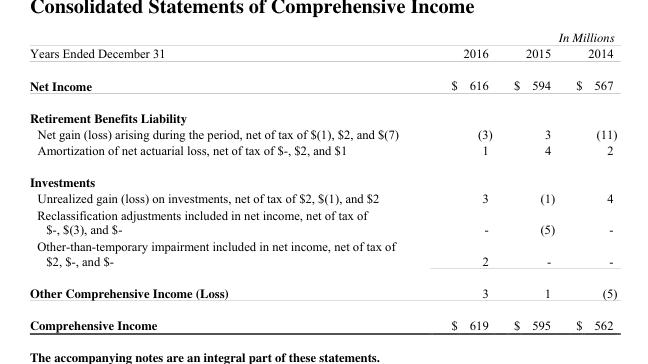 Consolidated Statements of Comprehensive Income
In Millions
Years Ended December 31 2016 2015 2014
Net Income $ 616 $ 594 $ 567
Retirement Benefits Liability
Net gain (loss) arising during the period, net of tax of $(1), $2, and $(7) (3) 3 (11)
Amortization of net actuarial loss, net of tax of $-, $2, and $1 1 4 2
Investments
Unrealized gain (loss) on investments, net of tax of $2, $(1), and $2 3 (1) 4
Reclassification adjustments included in net income, net of tax of
$-, $(3), and $- - (5) -
Other-than-temporary impairment included in net income, net of tax of
$2, $-, and $- 2 - -
Other Comprehensive Income (Loss) 3 1 (5)
Comprehensive Income $ 619 $ 595 $ 562
The accompanying notes are an integral part of these statements.